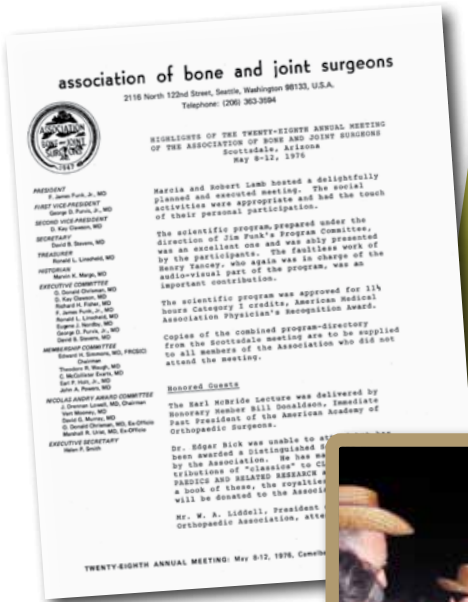 association of bone and joint surgeons
2116 North 122nd Street, Seattle, Washington 98133, U.S.A.
Telephone: (206) 363-3594
ASSOCIATION
BONE AND JOINT
SURGEONS
1947
HIGHLIGHTS OF THE TWENTY-EIGHTH ANNUAL MEETING
OF THE ASSOCIATION OF BONE AND JOINT SURGEONS
Scottsdale, Arizona
May 8-12, 1976
PRESIDENT
F. James Funk, Jr., MD
FIRST VICE-PRESIDENT
George D. Purvis, Jr., MD
SECOND VICE-PRESIDENT
D. Kay Clawson, MD
SECRETARY
David B. Stevens, MD
TREASURER
Ronald L. Linscheid, MD
HISTORIAN
Marvin K. Margo, MD
EXECUTIVE COMMITTEE
O. Donald Chrisman, MD
D. Kay Clawson, MD
Richard H. Fisher, MD
F. James Funk, Jr., MD
Ronald L. Linscheid, MD
Eugene J. Nordby, MD
George D. Purvis, Jr., MD
David B. Stevens, MD
MEMBERSHIP COMMITTEE
Edward H. Simmons, MD, FRCS(C)
Chairman
Theodore R. Waugh, MD
C. McCollister Evarts, MD
Earl P. Holt, Jr., MD
John A. Powers, MD
NICOLAS ANDRY AWARD COMMITTEE
J. Drennan Lowell, MD, Chairman
Vert Mooney, MD
David G. Murray, MD
O. Donald Chrisman, MD, Ex-Officio
Marshall R. Urist, MD, Ex-Officio
EXECUTIVE SECRETARY
Helen P. Smith
Marcia and Robert Lamb hosted a delightfully
planned and executed meeting. The social
activities were appropriate and had the touch
of their personal participation.
The scientific program, prepared under the
direction of Jim Funk's Program Committee,
was an excellent one and was ably presented
by the participants. The faultless work of
Henry Yancey, who again was in charge of the
audio-visual part of the program, was an
important contribution.
The scientific program was approved for 11½
hours Category I credits, American Medical
Association Physician's Recognition Award.
Copies of the combined program-directory
from the Scottsdale meeting are to be supplied
to all members of the Association who did not
attend the meeting.
Honored Guests
The Earl McBride Lecture was delivered by
Honorary Member Bill Donaldson, Immediate
Past President of the American Academy of
Orthopaedic Surgeons.
Dr. Edgar Bick was unable to
been awarded a Distinguished
by the Association. He has
tributions of "classics" to
PAEDICS AND RELATED RESEARCH
a book of these, the royalties
will be donated to the
Mr. W. A. Liddell, President
Orthopaedic Association,
TWENTY-EIGHTH ANNUAL MEETING: May 8-12, 1976,